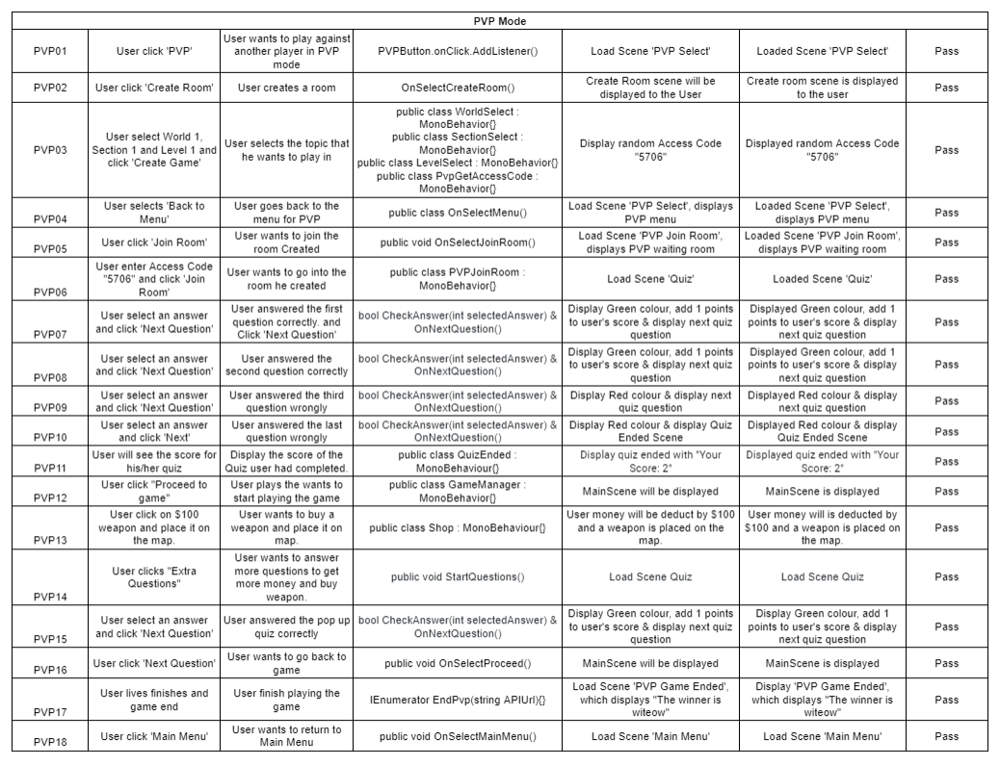 PVP Mode
PVP01
User click 'PVP'
User wants to play against
another player in PVP
mode
PVPButton.onClick.AddListener()
Load Scene 'PVP Select'
Loaded Scene 'PVP Select'
Pass
PVP02
User click 'Create Room'
User creates a room
OnSelectCreateRoom()
Create Room scene will be
displayed to the User
Create room scene is displayed
to the user
Pass
PVP03
User select World 1,
Section 1 and Level 1 and
click 'Create Game'
User selects the topic that
he wants to play in
public class WorldSelect :
MonoBehavior{}
public class SectionSelect :
MonoBehavior{}
public class LevelSelect : MonoBehavior{}
public class PvpGetAccessCode :
MonoBehavior{}
Display random Access Code
"5706"
Displayed random Access Code
"5706"
Pass
PVP04
User selects 'Back to
Menu'
User goes back to the
menu for PVP
public class OnSelectMenu()
Load Scene 'PVP Select', displays
PVP menu
Loaded Scene 'PVP Select',
displays PVP menu
Pass
PVP05
User click 'Join Room'
User wants to join the
room Created
public void OnSelectJoinRoom()
Load Scene 'PVP Join Room',
displays PVP waiting room
Loaded Scene 'PVP Join Room',
displays PVP waiting room
Pass
PVP06
User enter Access Code
"5706" and click 'Join
Room'
User wants to go into the
room he created
public class PVPJoinRoom :
MonoBehavior{}
Load Scene 'Quiz'
Loaded Scene 'Quiz'
Pass
PVP07
User select an answer
and click 'Next Question'
User answered the first
question correctly. and
Click 'Next Question'
bool CheckAnswer(int selectedAnswer) &
OnNextQuestion()
Display Green colour, add 1 points
to user's score & display next quiz
question
Displayed Green colour, add 1
points to user's score & display
next quiz question
Pass
PVP08
User select an answer
and click 'Next Question'
User answered the
second question correctly
bool CheckAnswer(int selectedAnswer) &
OnNextQuestion()
Display Green colour, add 1 points
to user's score & display next quiz
question
Displayed Green colour, add 1
points to user's score & display
next quiz question
Pass
PVP09
User select an answer
and click 'Next Question'
User answered the third
question wrongly
bool CheckAnswer(int selectedAnswer) &
OnNextQuestion()
Display Red colour & display next
quiz question
Displayed Red colour & display
next quiz question
Pass
PVP10
User select an answer
and click 'Next'
User answered the last
question wrongly
bool CheckAnswer(int selectedAnswer) &
OnNextQuestion()
Display Red colour & display Quiz
Ended Scene
Displayed Red colour & display
Quiz Ended Scene
Pass
PVP11
User will see the score for
his/her quiz
Display the score of the
Quiz user had completed.
public class QuizEnded :
MonoBehaviour{}
Display quiz ended with "Your
Score: 2"
Displayed quiz ended with "Your
Score: 2"
Pass
PVP12
User click "Proceed to
game"
User plays the wants to
start playing the game
public class GameManager :
MonoBehavior{}
MainScene will be displayed
MainScene is displayed
Pass
PVP13
User click on $100
weapon and place it on
the map.
User wants to buy a
weapon and place it on
map.
public class Shop : MonoBehaviour{}
User money will be deduct by $100
and a weapon is placed on the
map.
User money will is deducted by
$100 and a weapon is placed on
the map.
Pass
PVP14
User clicks "Extra
Questions"
User wants to answer
more questions to get
more money and buy
weapon.
public void StartQuestions()
Load Scene Quiz
Load Scene Quiz
Pass
PVP15
User select an answer
and click 'Next Question'
User answered the pop up
quiz correctly
bool CheckAnswer(int selectedAnswer) &
OnNextQuestion()
Display Green colour, add 1 points
to user's score & display next quiz
question
Display Green colour, add 1
points to user's score & display
next quiz question
Pass
PVP16
User click 'Next Question'
User wants to go back to
game
public void OnSelectProceed()
MainScene will be displayed
MainScene is displayed
Pass
PVP17
User lives finishes and
game end
User finish playing the
game
IEnumerator EndPvp(string APIUrl){}
Load Scene 'PVP Game Ended',
which displays "The winner is
witeow"
Display 'PVP Game Ended',
which displays "The winner is
witeow"
Pass
PVP18
User click 'Main Menu'
User wants to return to
Main Menu
public void OnSelectMainMenu()
Load Scene 'Main Menu'
Load Scene 'Main Menu'
Pass